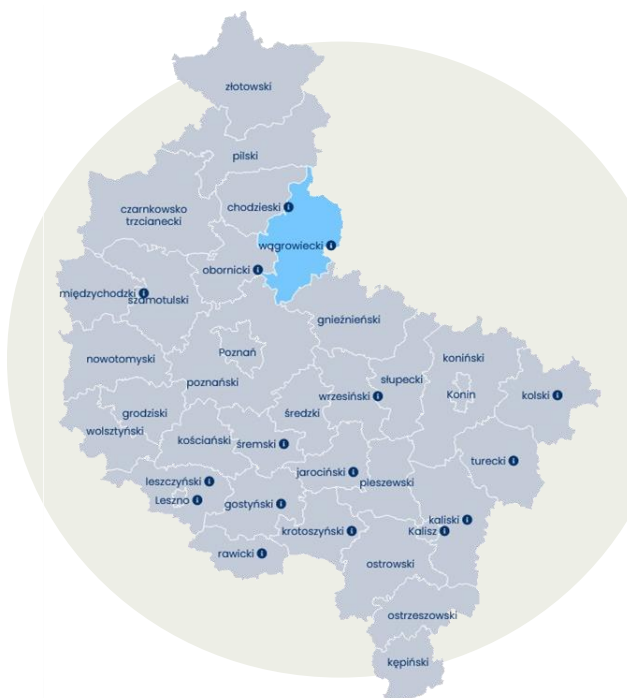 złotowski
pilski
chodzieski
czarnkowsko
trzcianecki
wągrowiecki
obornicki
międzychodzki
szamotulski
gnieźnieński
Poznań
nowotomyski
koniński
słupecki
poznański
Konin
kolski
wrzesiński
grodziski
średzki
wolsztyński
kościański
śremski
turecki
jarociński
leszczyński
pleszewski
Leszno
gostyński
kaliski
krotoszyński
Kalisz
rawicki
ostrowski
ostrzeszowski
kępiński